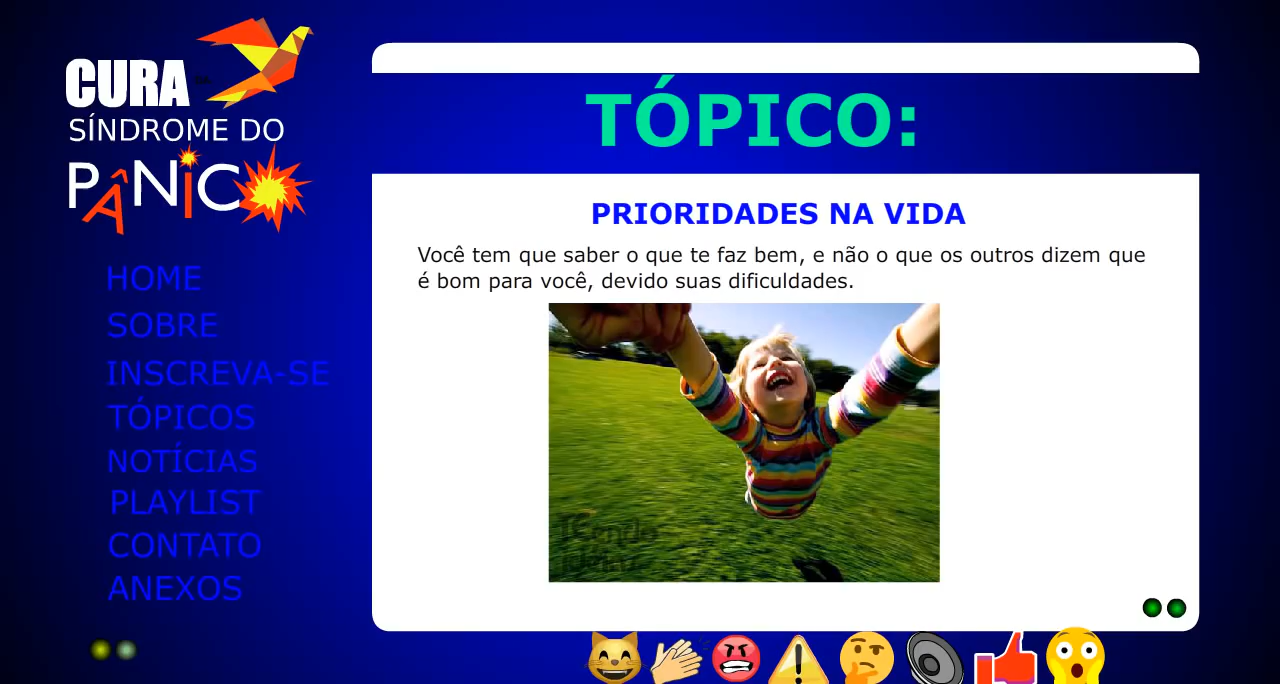 CURA
SÍNDROME DO
PÂNiCO
HOME
SOBRE
INSCREVA-SE
TÓPICOS
NOTÍCIAS
PLAYLIST
CONTATO
ANEXOS
TÓPICO:
PRIORIDADES NA VIDA
Você tem que saber o que te faz bem, e não o que os outros dizem que
é bom para você, devido suas dificuldades.